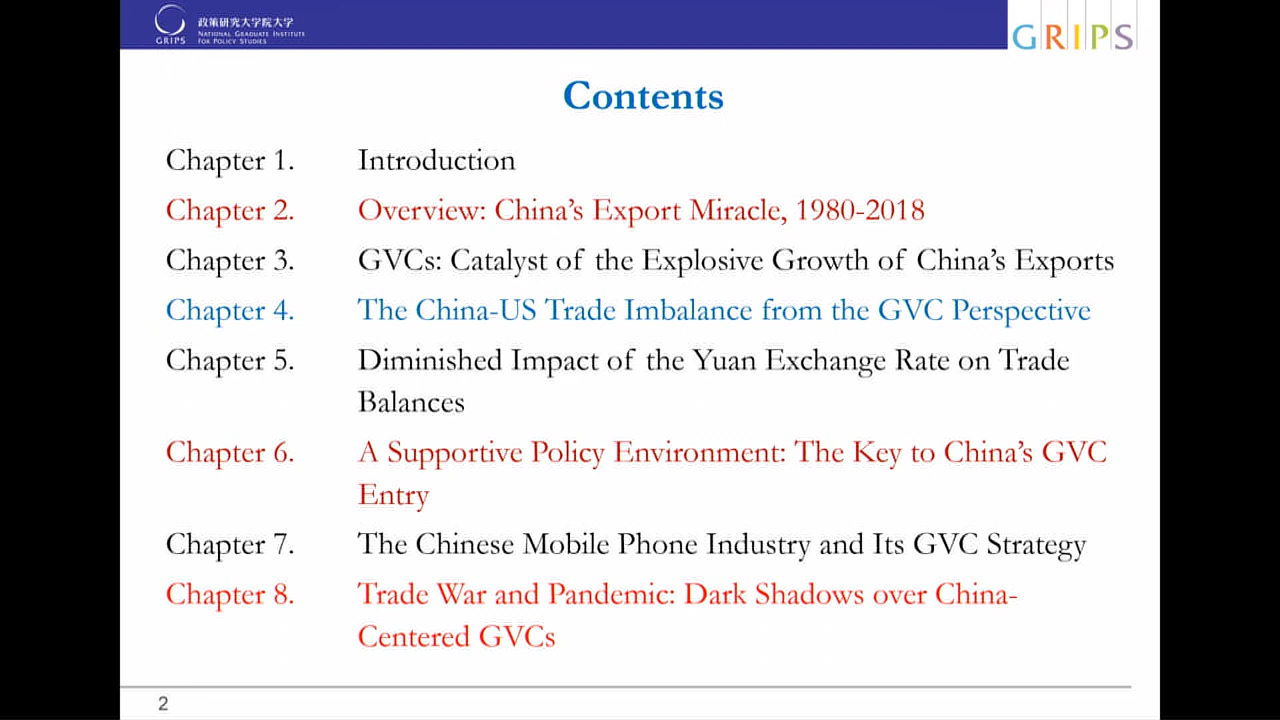 政策研究大学院大学
NATIONAL GRADUATE INSTITUTE
FOR POLICY STUDIES
GRIPS
GRIPS
Contents
Chapter 1. Introduction
Chapter 2. Overview: China's Export Miracle, 1980-2018
Chapter 3. GVCs: Catalyst of the Explosive Growth of China's Exports
Chapter 4. The China-US Trade Imbalance from the GVC Perspective
Chapter 5. Diminished Impact of the Yuan Exchange Rate on Trade
Balances
Chapter 6. A Supportive Policy Environment: The Key to China's GVC
Entry
Chapter 7. The Chinese Mobile Phone Industry and Its GVC Strategy
Chapter 8. Trade War and Pandemic: Dark Shadows over China-
Centered GVCs
2